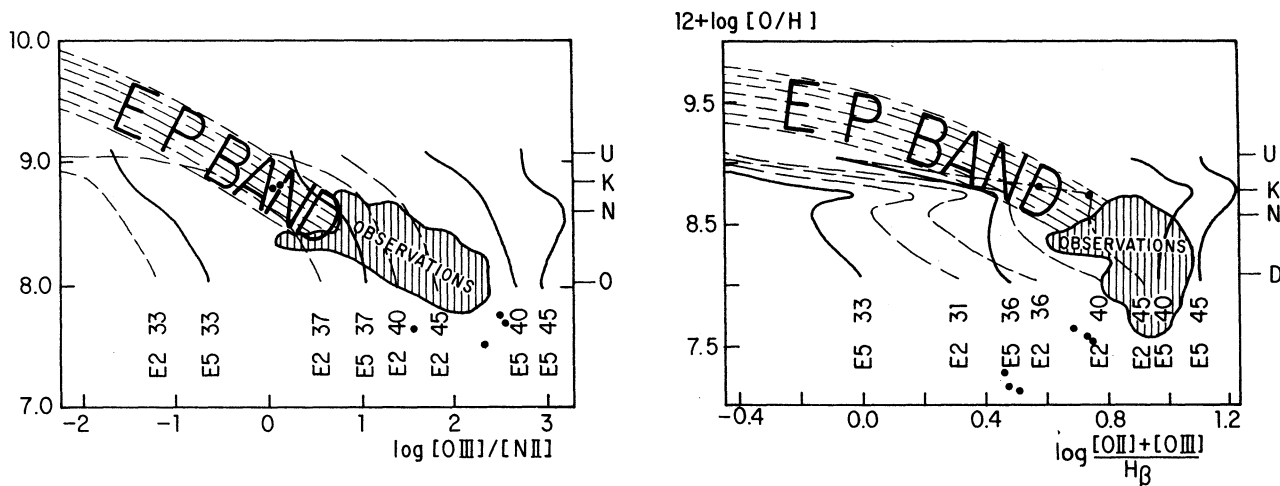 12+log [O/H]
10.0
9.0
8.0
7.0
E P BAND
OBSERVATIONS
U
K
N
O
E2 33
E5 33
E2 37
E5 37
E2 40
E2 45
E5 40
E5 45
-2
-1
0
1
2
3
log [OIII]/[NII]
9.5
8.5
7.5
E P BAND
OBSERVATIONS
U
K
N
D
E5 33
E2 31
E5 36
E2 36
E2 40
E2 45
E5 40
E5 45
-0.4
0.0
0.4
0.8
1.2
log [OII]+[OIII]
Hβ